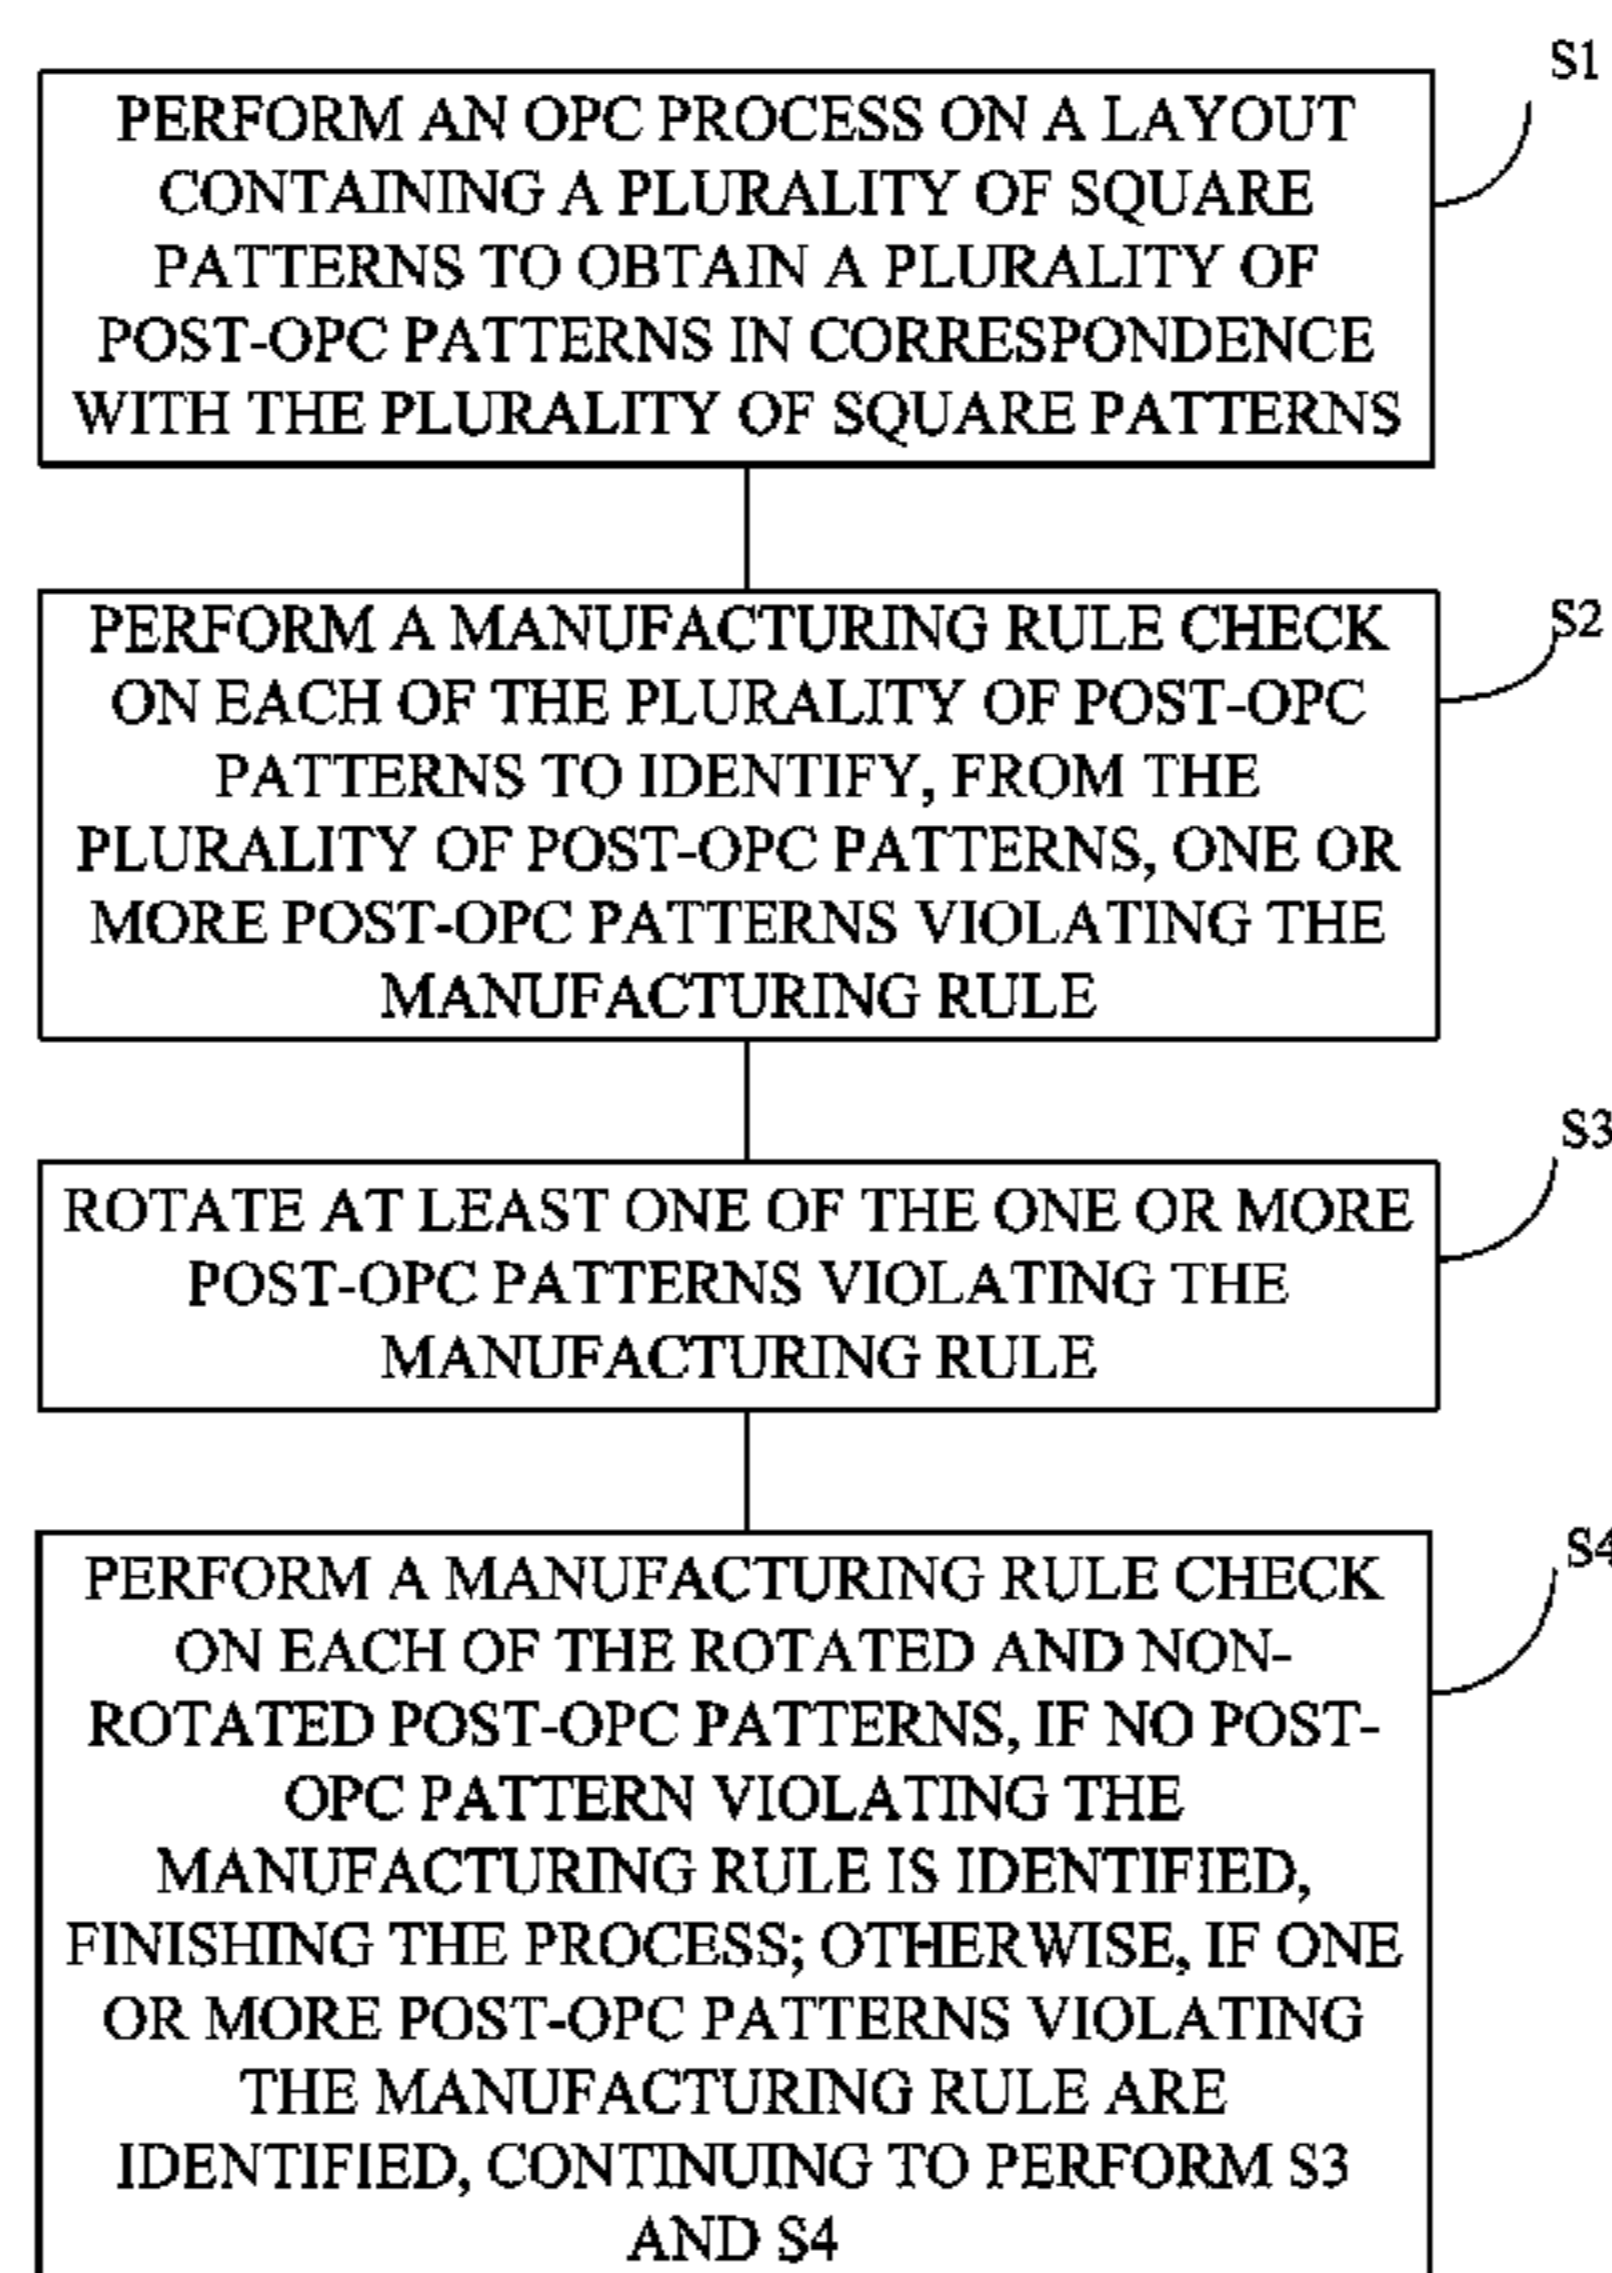 S1
PERFORM AN OPC PROCESS ON A LAYOUT
CONTAINING A PLURALITY OF SQUARE
PATTERNS TO OBTAIN A PLURALITY OF
POST-OPC PATTERNS IN CORRESPONDENCE
WITH THE PLURALITY OF SQUARE PATTERNS
S2
PERFORM A MANUFACTURING RULE CHECK
ON EACH OF THE PLURALITY OF POST-OPC
PATTERNS TO IDENTIFY, FROM THE
PLURALITY OF POST-OPC PATTERNS, ONE OR
MORE POST-OPC PATTERNS VIOLATING THE
MANUFACTURING RULE
S3
ROTATE AT LEAST ONE OF THE ONE OR MORE
POST-OPC PATTERNS VIOLATING THE
MANUFACTURING RULE
S4
PERFORM A MANUFACTURING RULE CHECK
ON EACH OF THE ROTATED AND NON-
ROTATED POST-OPC PATTERNS, IF NO POST-
OPC PATTERN VIOLATING THE
MANUFACTURING RULE IS IDENTIFIED,
FINISHING THE PROCESS; OTHERWISE, IF ONE
OR MORE POST-OPC PATTERNS VIOLATING
THE MANUFACTURING RULE ARE
IDENTIFIED, CONTINUING TO PERFORM S3
AND S4